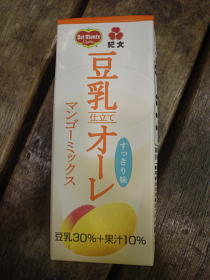 Del Monte
Quality
紀文
豆乳
仕立て
オーレ
マンゴーミックス
すっきり味
豆乳30%+果汁10%